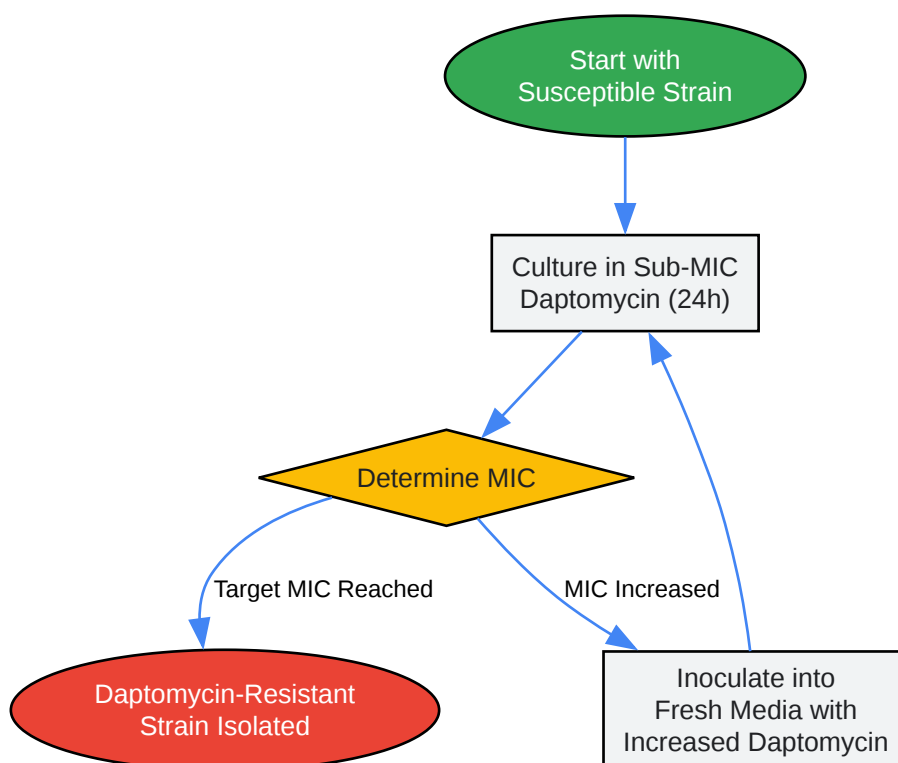 Start with
Susceptible Strain
Culture in Sub-MIC
Daptomycin (24h)
Determine MIC
Target MIC Reached
MIC Increased
Daptomycin-Resistant
Strain Isolated
Inoculate into
Fresh Media with
Increased Daptomycin